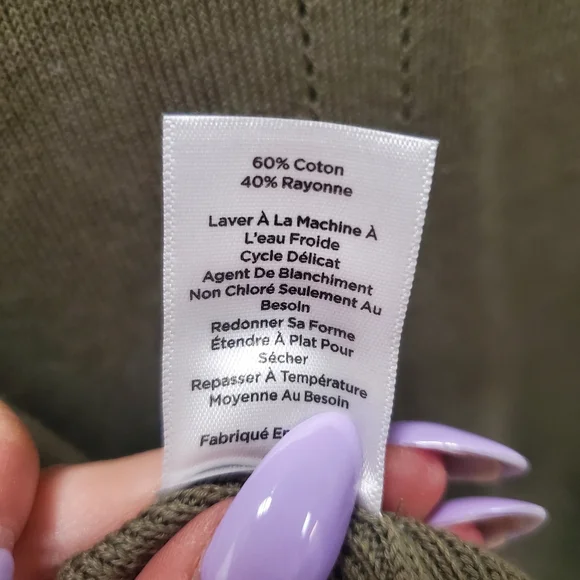 60% Coton
40% Rayonne
Laver À La Machine À
L'eau Froide
Cycle Délicat
Agent De Blanchiment
Non Chloré Seulement Au
Besoin
Redonner Sa Forme
Étendre À Plat Pour
Sécher
Repasser À Température
Moyenne Au Besoin
Fabriqué